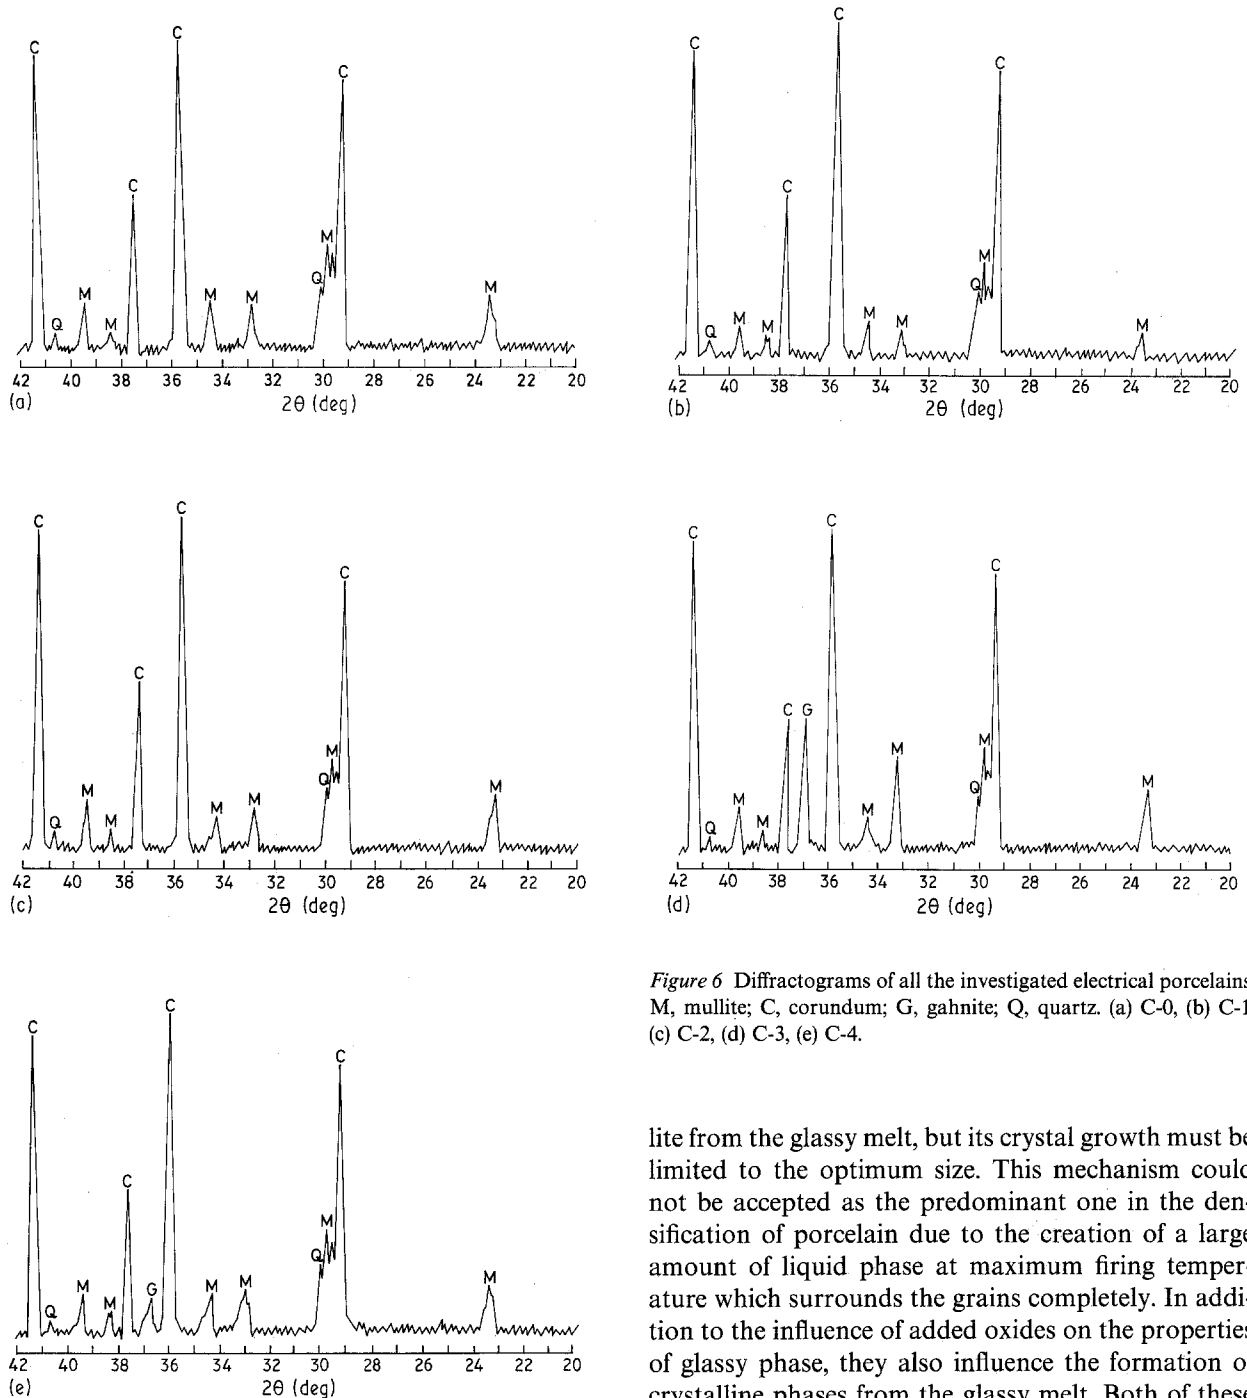 C
C
C
C
M
Q
M
M
M
Q
M
M
42 40 38 36 34 32 30 28 26 24 22 20
(a) 2θ (deg)
C
C
C
C
M
Q
M
M
M
M
Q
M
M
42 40 38 36 34 32 30 28 26 24 22 20
(b) 2θ (deg)
C
C
C
C
M
Q
M
M
M
M
M
Q
M
42 40 38 36 34 32 30 28 26 24 22 20
(c) 2θ (deg)
C
C
C
C G
M
M
Q
M
M
Q
M
M
42 40 38 36 34 32 30 28 26 24 22 20
(d) 2θ (deg)
Figure 6 Diffractograms of all the investigated electrical porcelains
M, mullite; C, corundum; G, gahnite; Q, quartz. (a) C-0, (b) C-1
(c) C-2, (d) C-3, (e) C-4.
C
C
C
C
M
Q
M
M
M
M
G
M
Q
42 40 38 36 34 32 30 28 26 24 22 20
(e) 2θ (deg)
lite from the glassy melt, but its crystal growth must be
limited to the optimum size. This mechanism could
not be accepted as the predominant one in the den-
sification of porcelain due to the creation of a large
amount of liquid phase at maximum firing temper-
ature which surrounds the grains completely. In addi-
tion to the influence of added oxides on the properties
of glassy phase, they also influence the formation o
crystalline phases from the glassy melt. Both of these